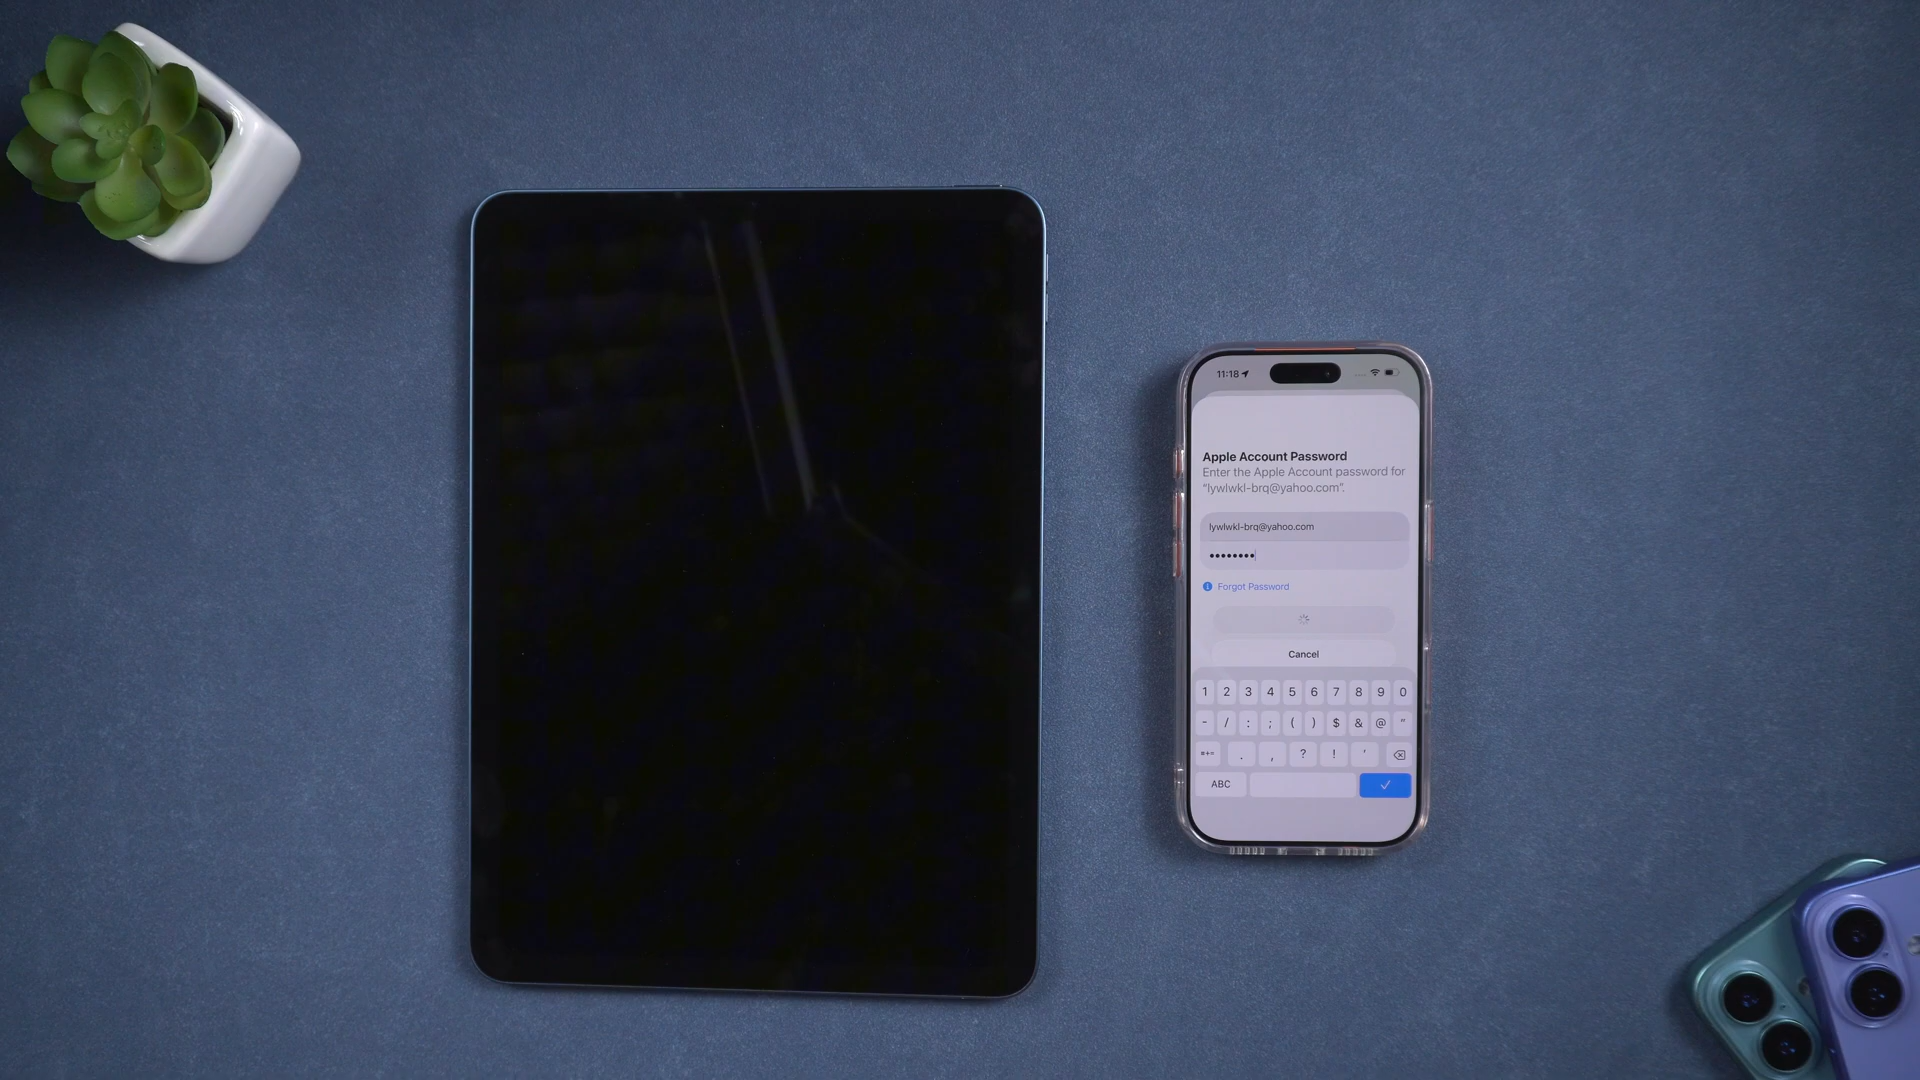 11:18
Apple Account Password
Enter the Apple Account password for
“lywlwkl-brq@yahoo.com”.
lywlwkl-brq@yahoo.com
••••••••
Forgot Password
Cancel
1 2 3 4 5 6 7 8 9 0
- / : ; ( ) $ & @ “
#+= . , ? ! ’
ABC